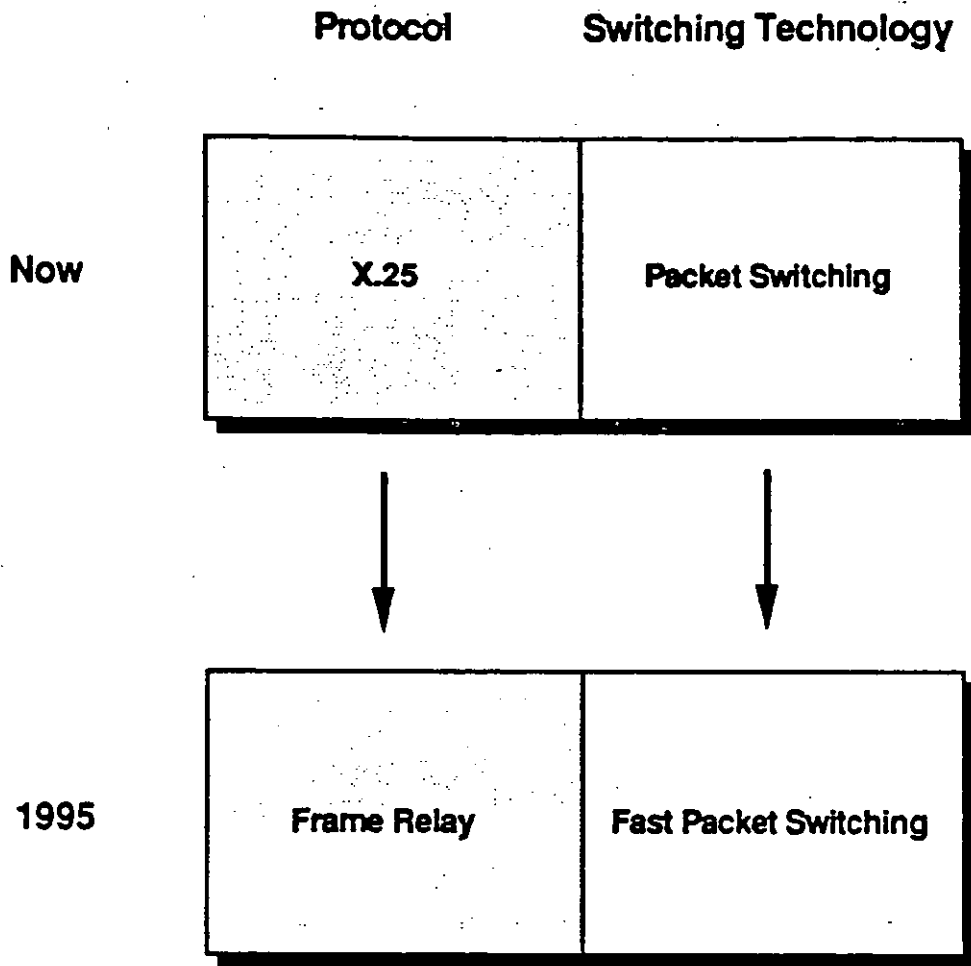 Protocol Switching Technology
Now X.25 Packet Switching
1995 Frame Relay Fast Packet Switching